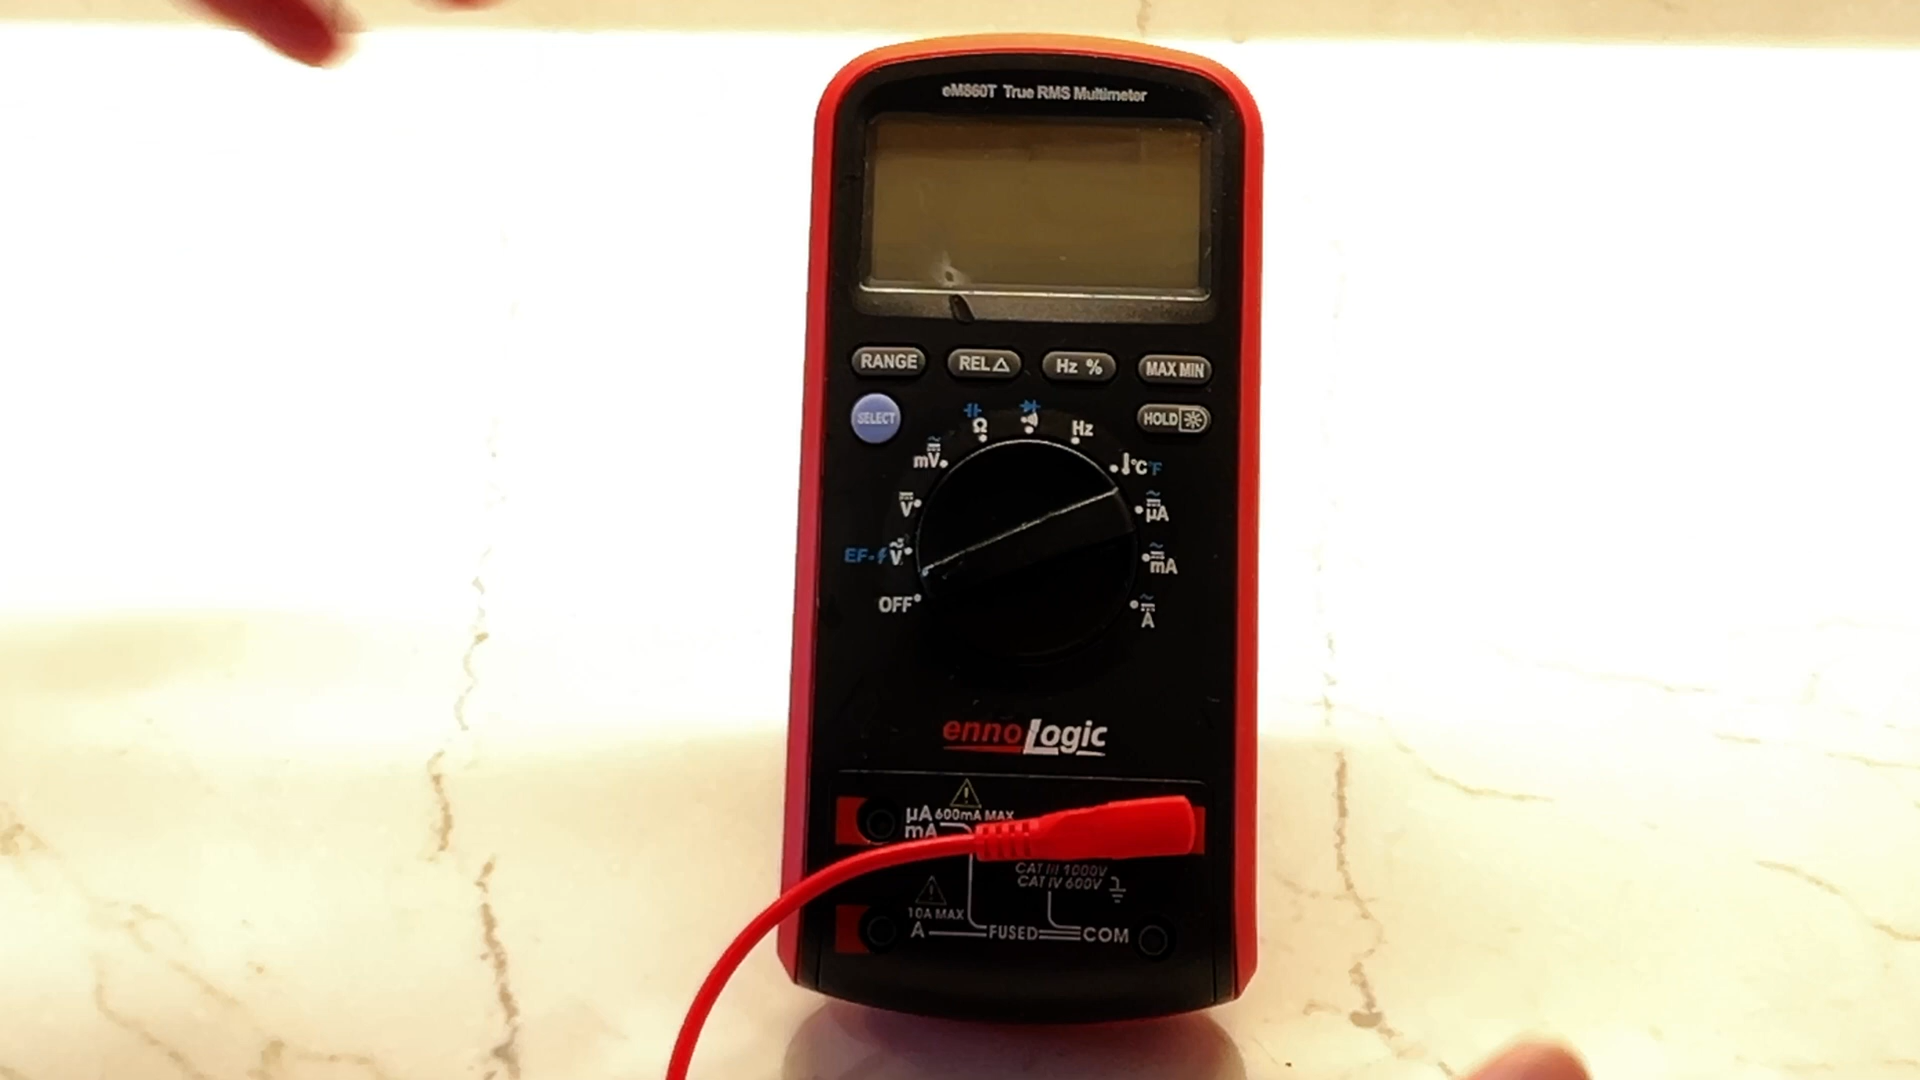 eM860T True RMS Multimeter
RANGE
REL △
Hz %
MAX MIN
SELECT
HOLD
Ω
Hz
mV
°C °F
V
µA
EF- V
mA
OFF
A
ennoLogic
µA 600mA MAX
mA
CAT III 1000V
CAT IV 600V
10A MAX
A FUSED COM